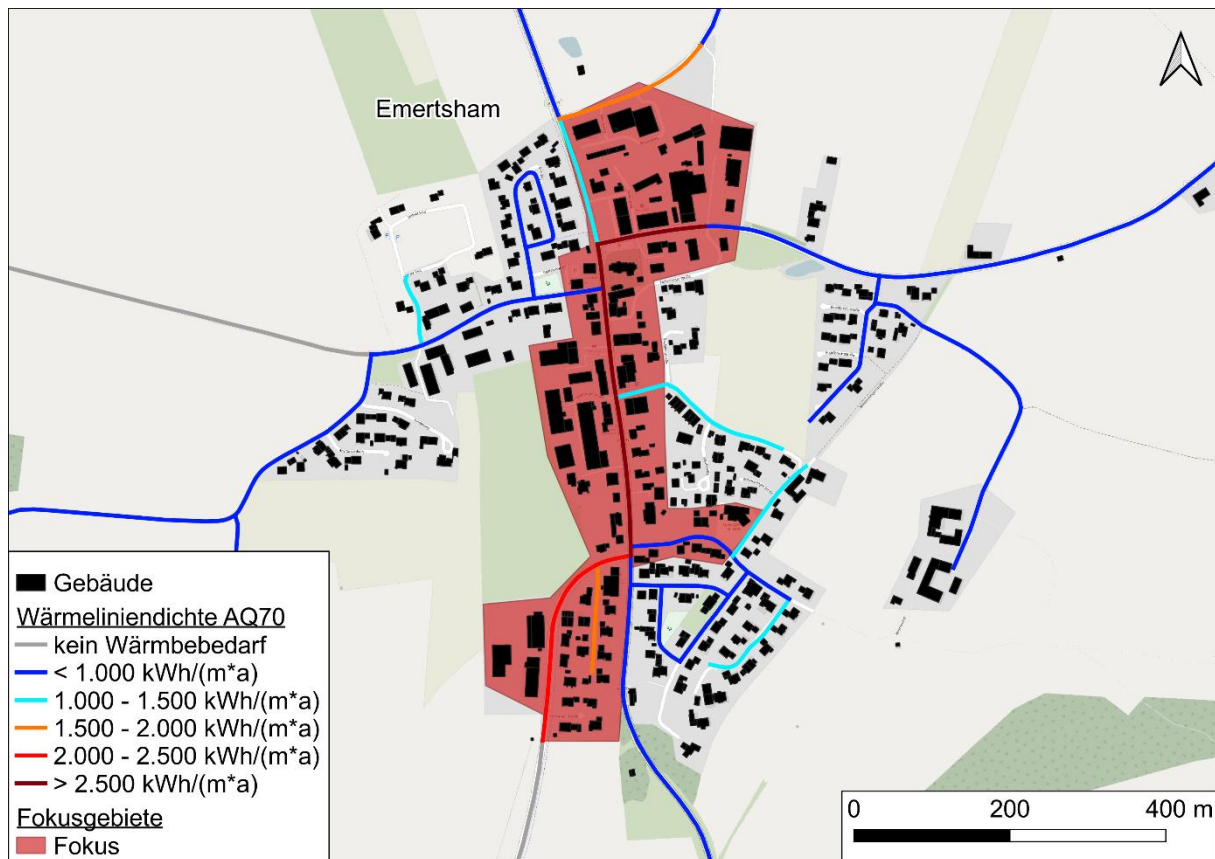 Emertsham
Gebäude
Wärmeliniendichte AQ70
kein Wärmbebedarf
< 1.000 kWh/(m*a)
1.000 - 1.500 kWh/(m*a)
1.500 - 2.000 kWh/(m*a)
2.000 - 2.500 kWh/(m*a)
> 2.500 kWh/(m*a)
Fokusgebiete
Fokus
0 200 400 m